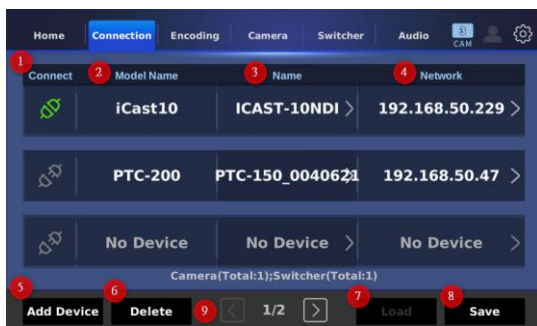 Home Connection Encoding Camera Switcher Audio 3 CAM
1 2 3 4
Connect Model Name Name Network
iCast10 ICAST-10NDI > 192.168.50.229 >
PTC-200 PTC-150_0040621 > 192.168.50.47 >
No Device No Device > No Device >
Camera(Total:1);Switcher(Total:1)
5 6 7 8
Add Device Delete 9 < 1/2 > Load Save